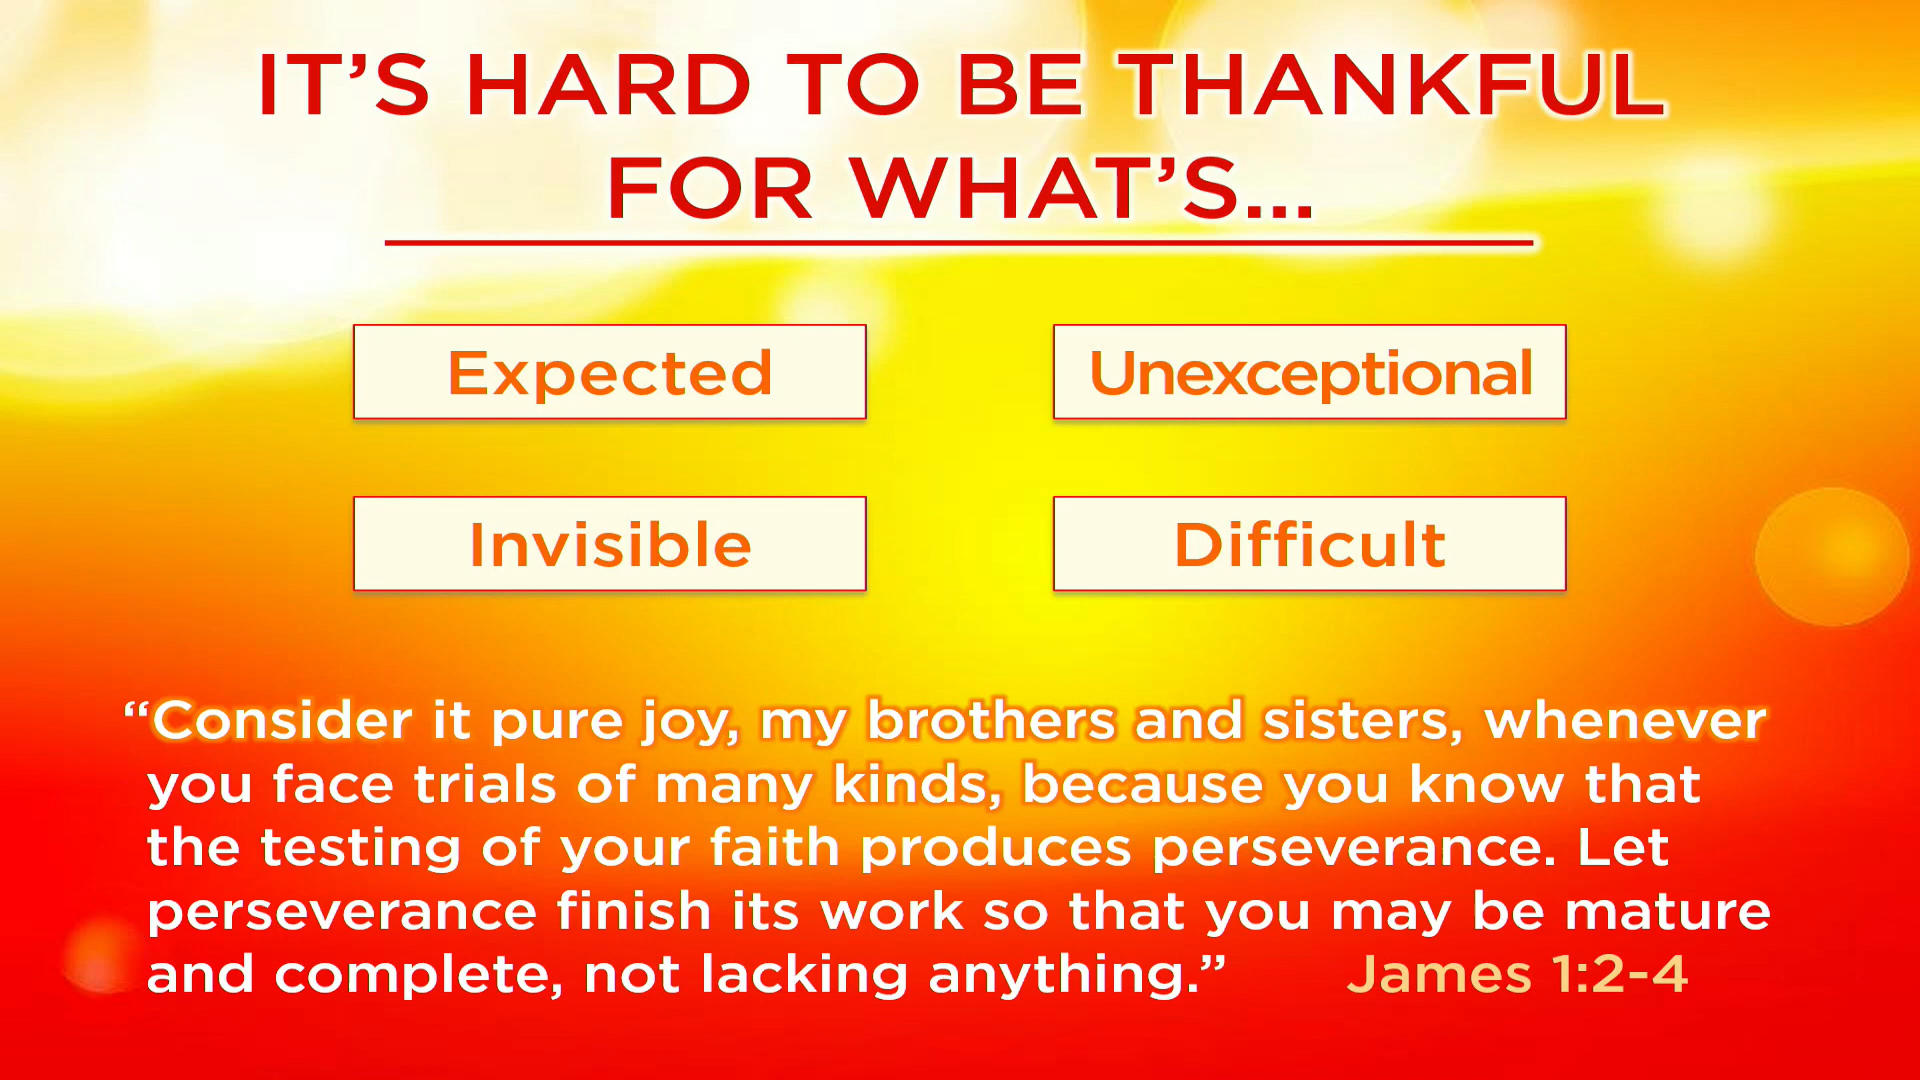 IT’S HARD TO BE THANKFUL
FOR WHAT’S...
Expected
Unexceptional
Invisible
Difficult
“Consider it pure joy, my brothers and sisters, whenever
you face trials of many kinds, because you know that
the testing of your faith produces perseverance. Let
perseverance finish its work so that you may be mature
and complete, not lacking anything.” James 1:2-4